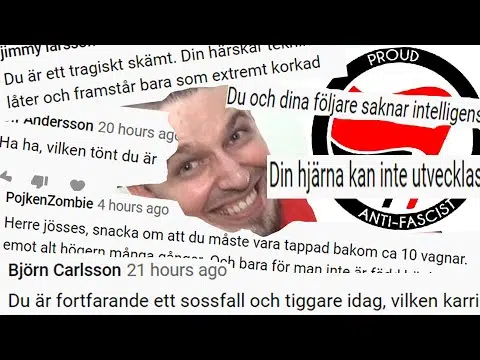 jimmy larsson
Du är ett tragiskt skämt. Din härskar teknik
låter och framstår bara som extremt korkad
Andersson 20 hours ago
Ha ha, vilken tönt du är
PojkenZombie 4 hours ago
Herre jösses, snacka om att du måste vara tappad bakom ca 10 vagnar.
emot alt högern många gånger. Och bara för man inte är
Björn Carlsson 21 hours ago
Du är fortfarande ett sossfall och tiggare idag, vilken karri
PROUD
Du och dina följare saknar intelligens
Din hjärna kan inte utvecklas
ANTI-FASCIST